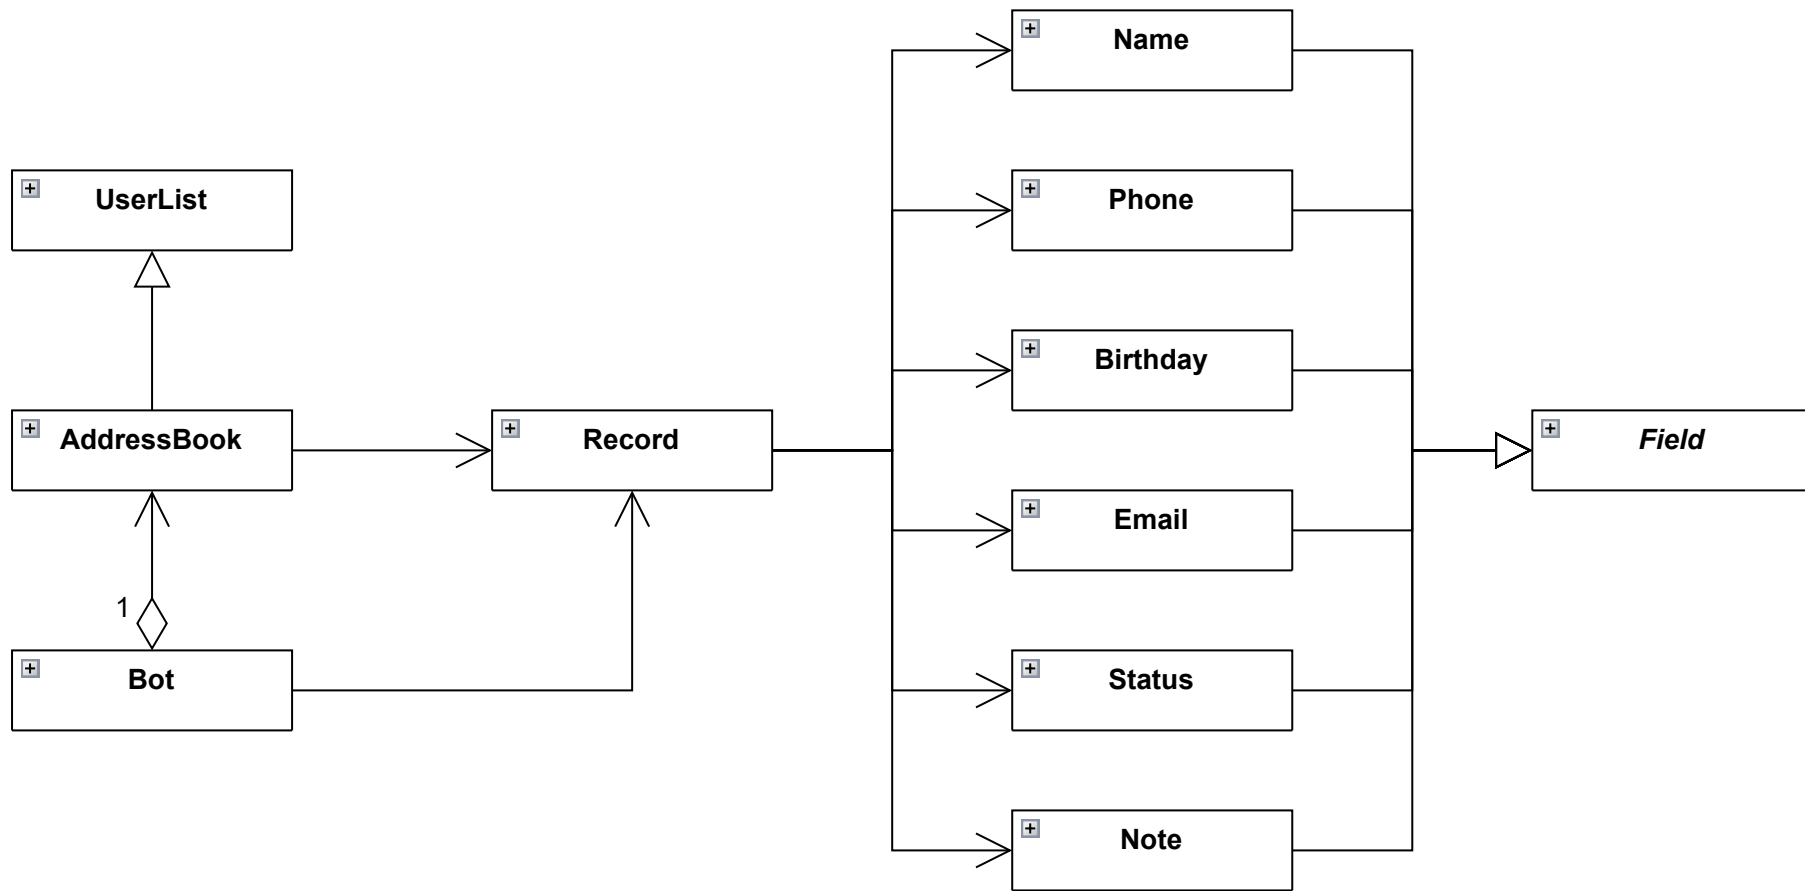 Name
UserList
Phone
Birthday
AddressBook
Record
Field
Email
1
Bot
Status
Note